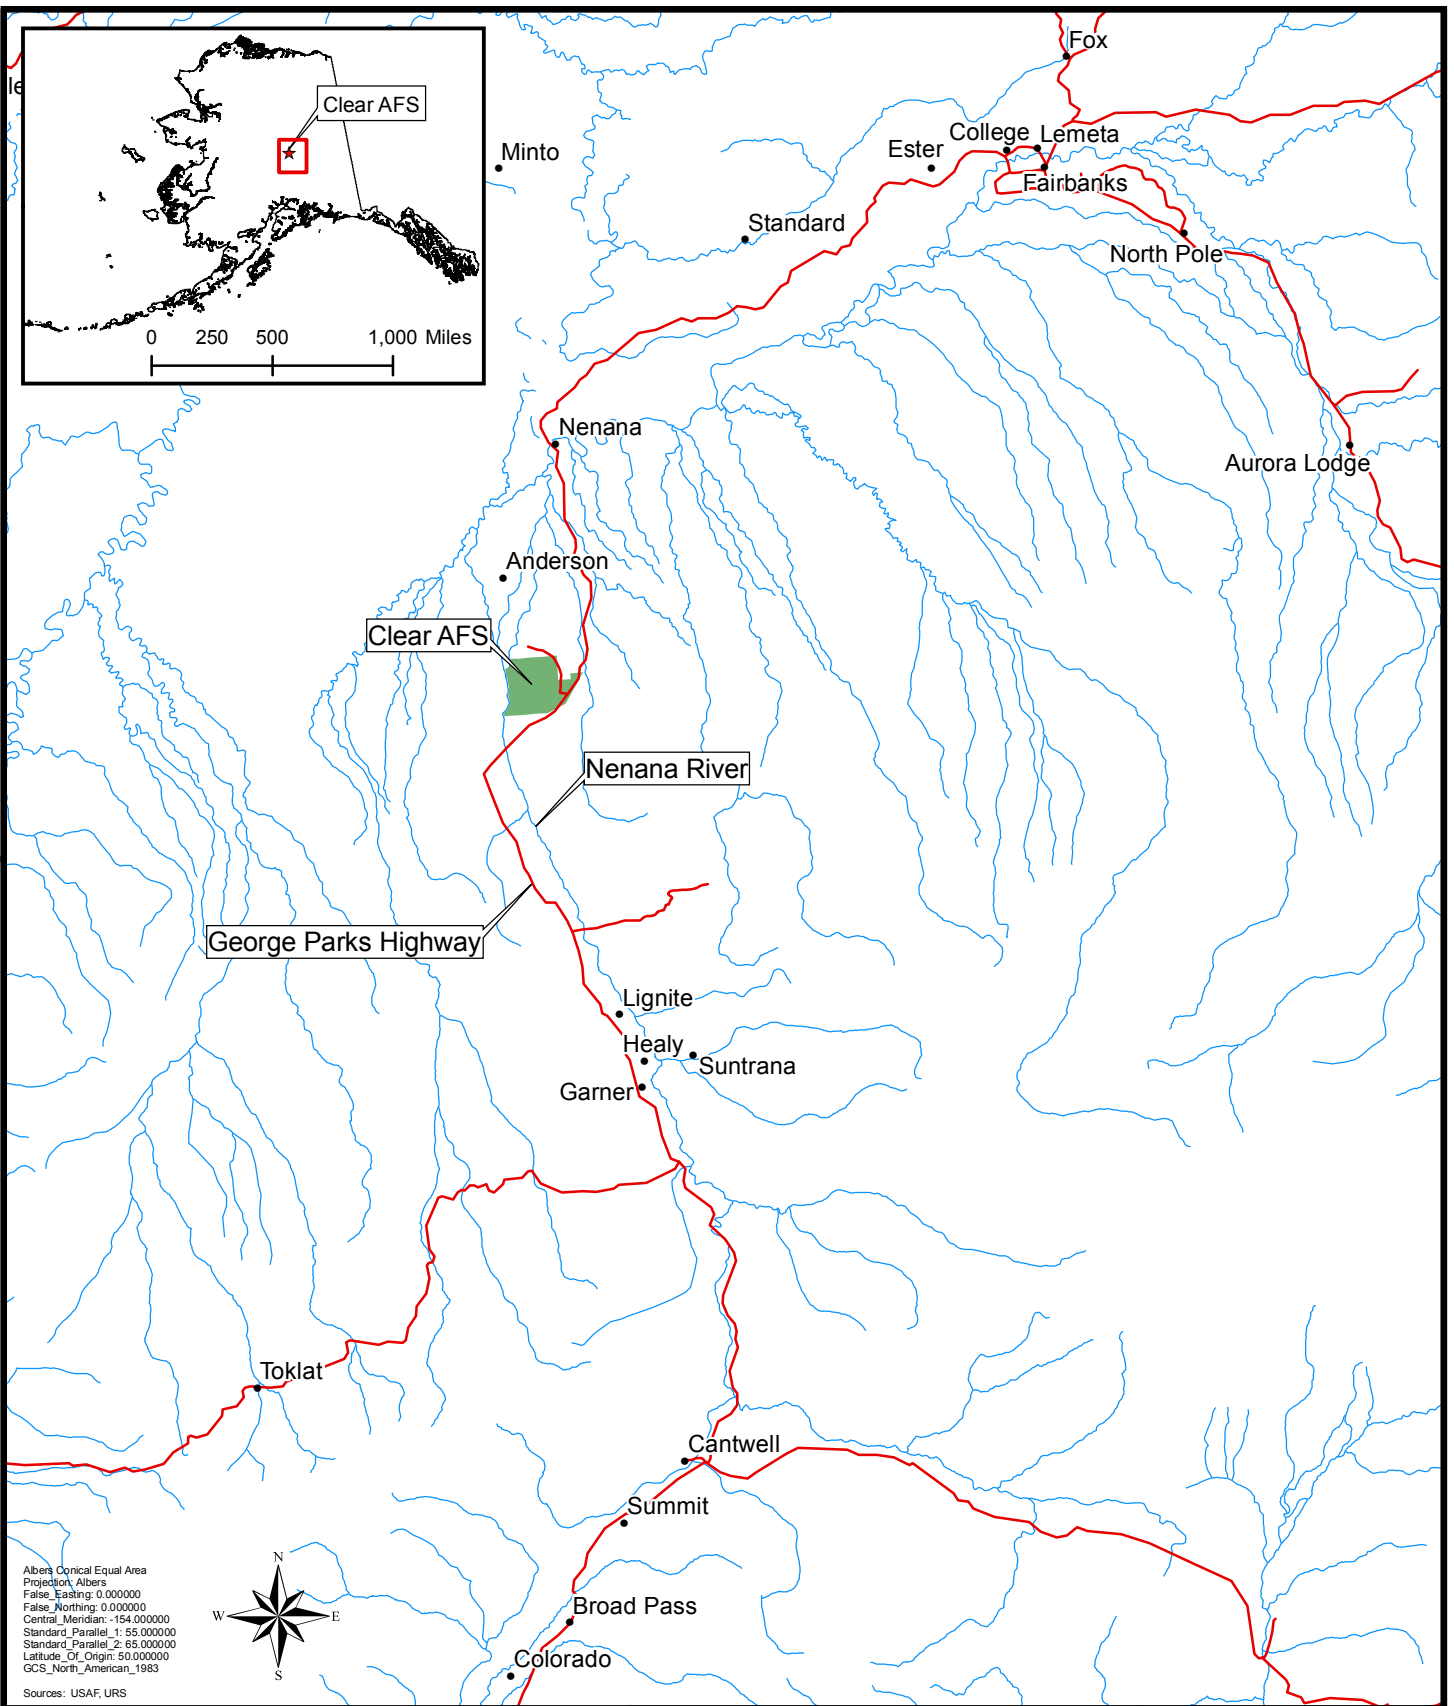 Fox
le
Clear AFS
College
Lemeta
Ester
Minto
Fairbanks
Standard
North Pole
0 250 500 1,000 Miles
Nenana
Aurora Lodge
Anderson
Clear AFS
Nenana River
George Parks Highway
Lignite
Healy
Suntrana
Garner
Toklat
Cantwell
Summit
Broad Pass
Colorado
N
W
E
S
Albers Conical Equal Area
Projection: Albers
False_Easting: 0.000000
False_Northing: 0.000000
Central_Meridian: -154.000000
Standard_Parallel_1: 55.000000
Standard_Parallel_2: 65.000000
Latitude_Of_Origin: 50.000000
GCS_North_American_1983
Sources: USAF, URS